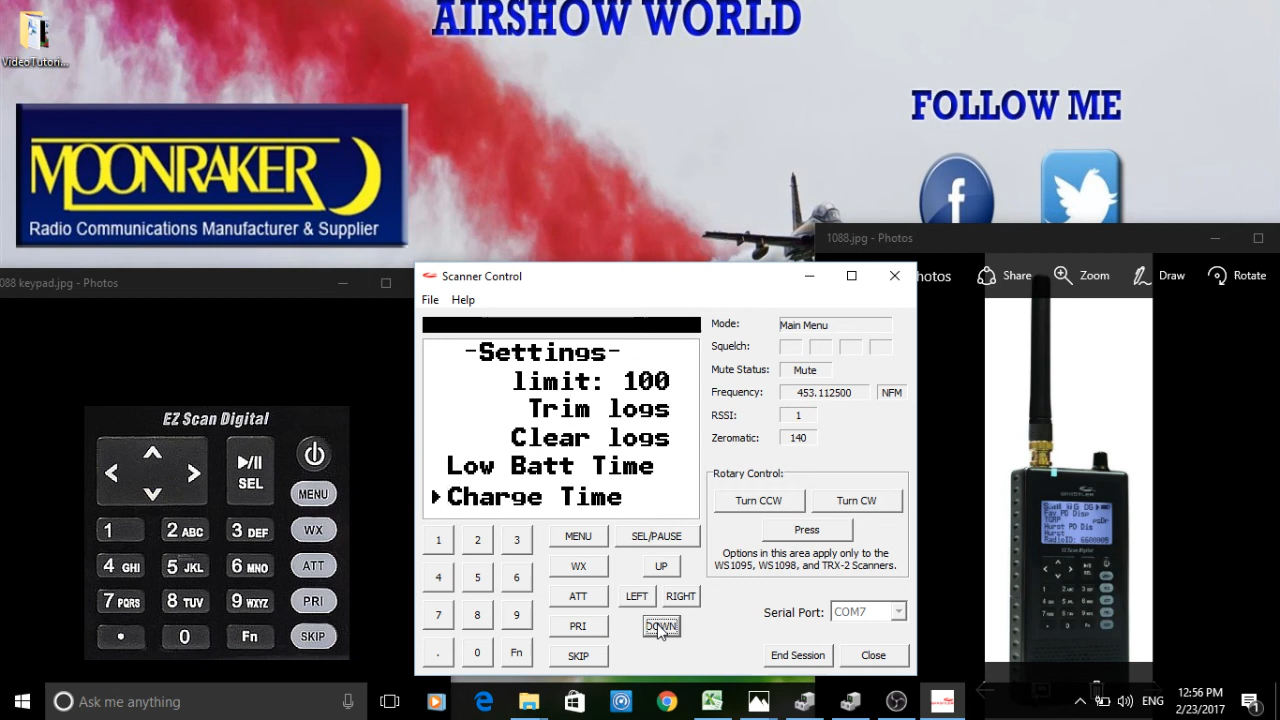 AIRSHOW WORLD
VideoTutori...
FOLLOW ME
MOONRAKER
Radio Communications Manufacturer & Supplier
f
1088.jpg - Photos
hotos
Share
Zoom
Draw
Rotate
088 keypad.jpg - Photos
EZ Scan Digital
SEL
MENU
1
2 ABC
3 DEF
WX
4 GHI
5 JKL
6 MNO
ATT
7 PQRS
8 TUV
9 WXYZ
PRI
0
Fn
SKIP
Scanner Control
File Help
-Settings-
limit: 100
Trim logs
Clear logs
Low Batt Time
Charge Time
Mode: Main Menu
Squelch:
Mute Status: Mute
Frequency: 453.112500 NFM
RSSI: 1
Zeromatic: 140
Rotary Control:
Turn CCW
Turn CW
Press
Options in this area apply only to the
WS1095, WS1098, and TRX-2 Scanners.
1 2 3 MENU SEL/PAUSE
WX UP
4 5 6 ATT LEFT RIGHT
7 8 9 PRI DOWN
. 0 Fn SKIP
Serial Port: COM7
End Session
Close
EZ Scan Digital
Ask me anything
ENG
12:56 PM
2/23/2017
1